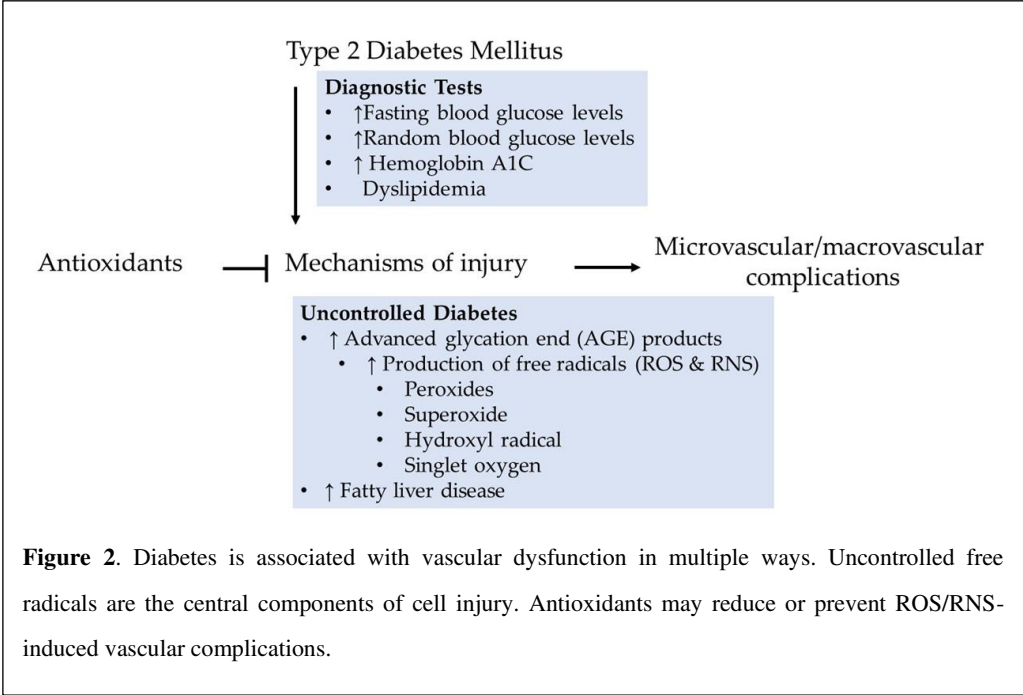 Type 2 Diabetes Mellitus
Diagnostic Tests
• ↑Fasting blood glucose levels
• ↑Random blood glucose levels
• ↑ Hemoglobin A1C
• Dyslipidemia
Antioxidants
Mechanisms of injury
Microvascular/macrovascular
complications
Uncontrolled Diabetes
• ↑ Advanced glycation end (AGE) products
• ↑ Production of free radicals (ROS & RNS)
• Peroxides
• Superoxide
• Hydroxyl radical
• Singlet oxygen
• ↑ Fatty liver disease
Figure 2. Diabetes is associated with vascular dysfunction in multiple ways. Uncontrolled free
radicals are the central components of cell injury. Antioxidants may reduce or prevent ROS/RNS-
induced vascular complications.